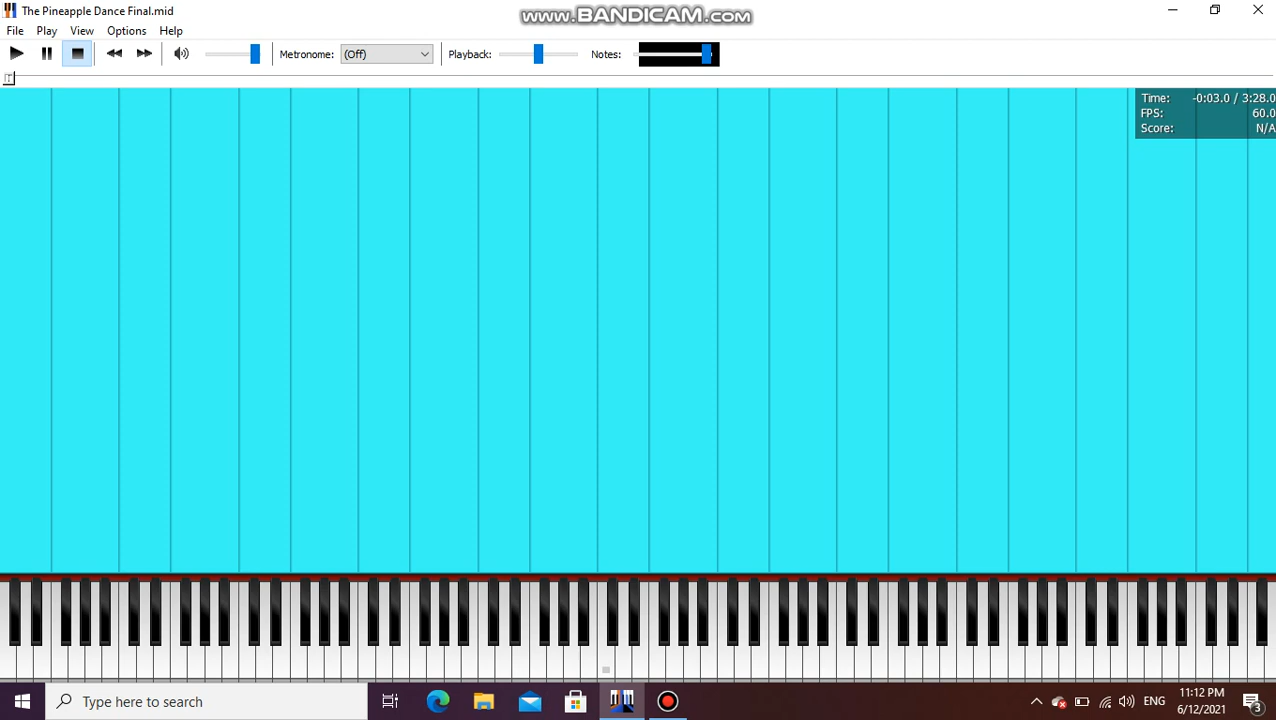 The Pineapple Dance Final.mid
www.BANDICAM.com
File Play View Options Help
Metronome: (Off) Playback: Notes:
Time: -0:03.0 / 3:28.0
FPS: 60.0
Score: N/A
Type here to search
ENG
11:12 PM
6/12/2021
3